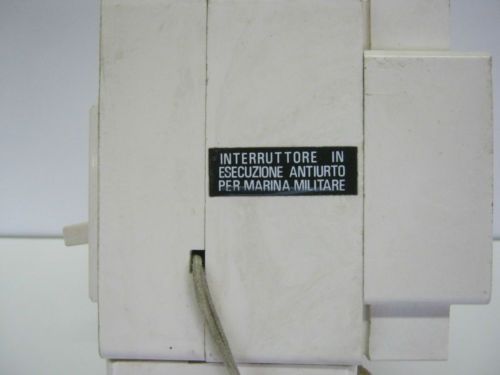 INTERRUTTORE IN
ESECUZIONE ANTIURTO
PER MARINA MILITARE